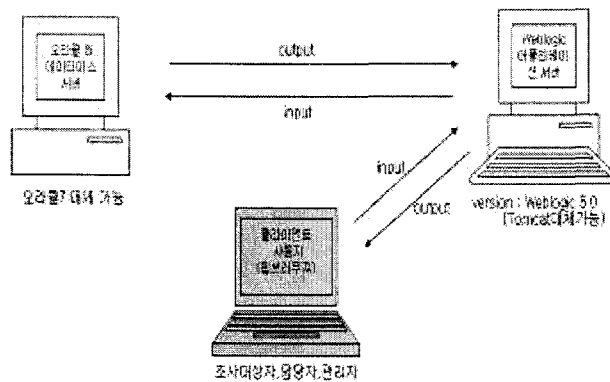 오라클 8i
데이터베이스
서버
output
input
Weblogic
어플리케이
션 서버
오라클7 대체 가능
input
output
version : Weblogic 5.0
(Tomcat대체가능)
클라이언트
사용자
(웹브라우저)
조사대상자,담당자,관리자